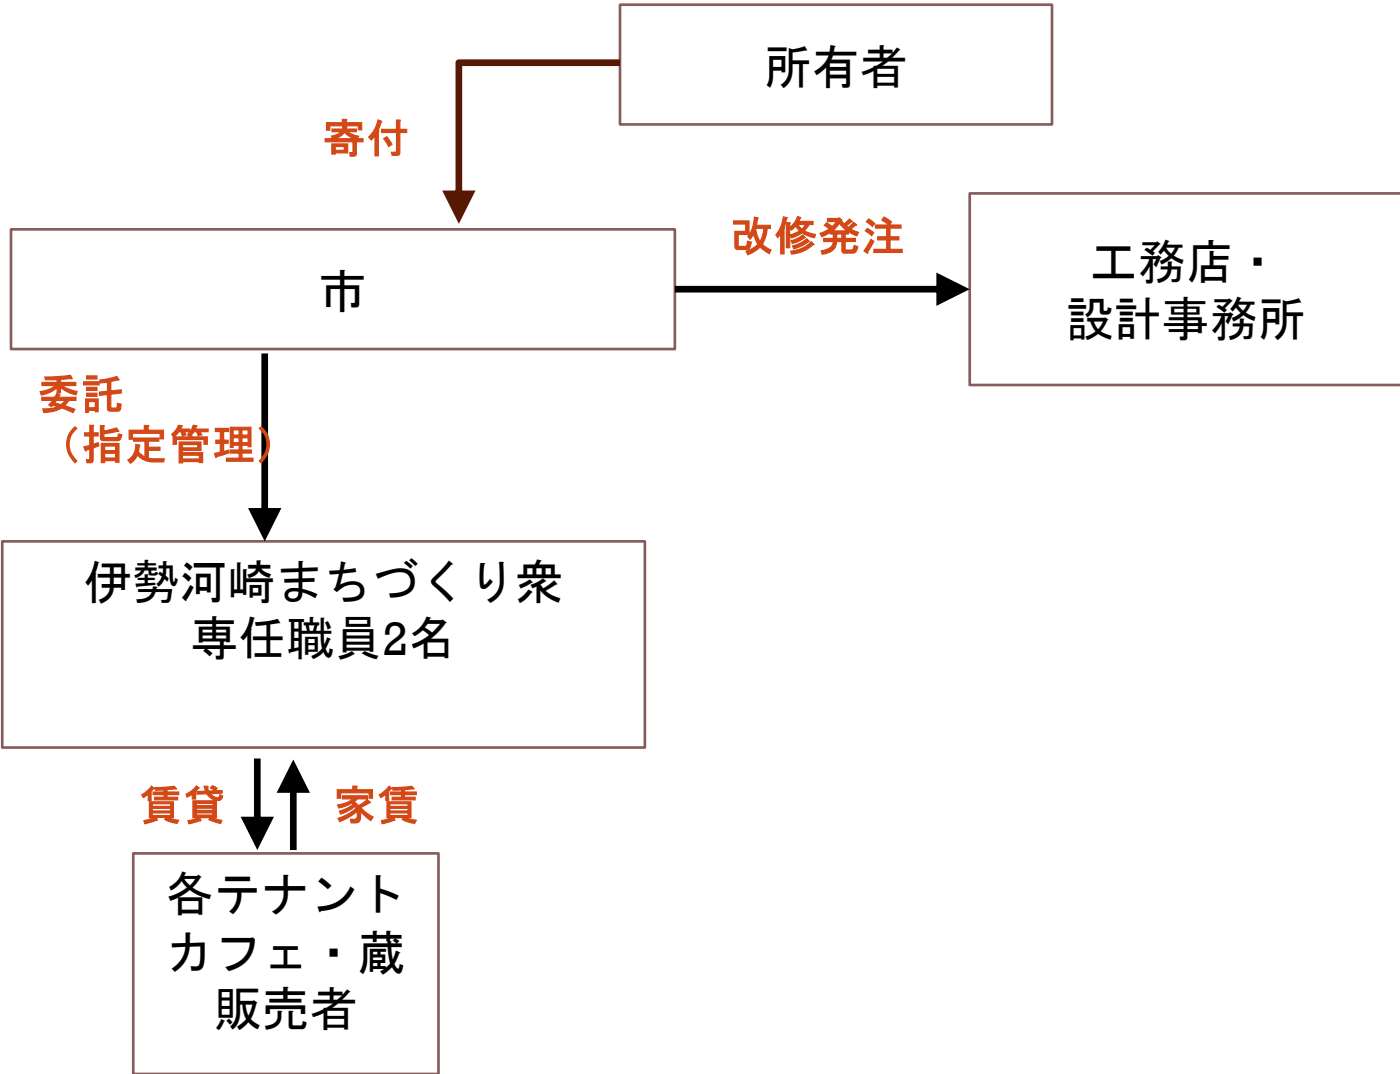 所有者
寄付
改修発注
市
工務店・
設計事務所
委託
（指定管理）
伊勢河崎まちづくり衆
専任職員2名
賃貸
家賃
各テナント
カフェ・蔵
販売者